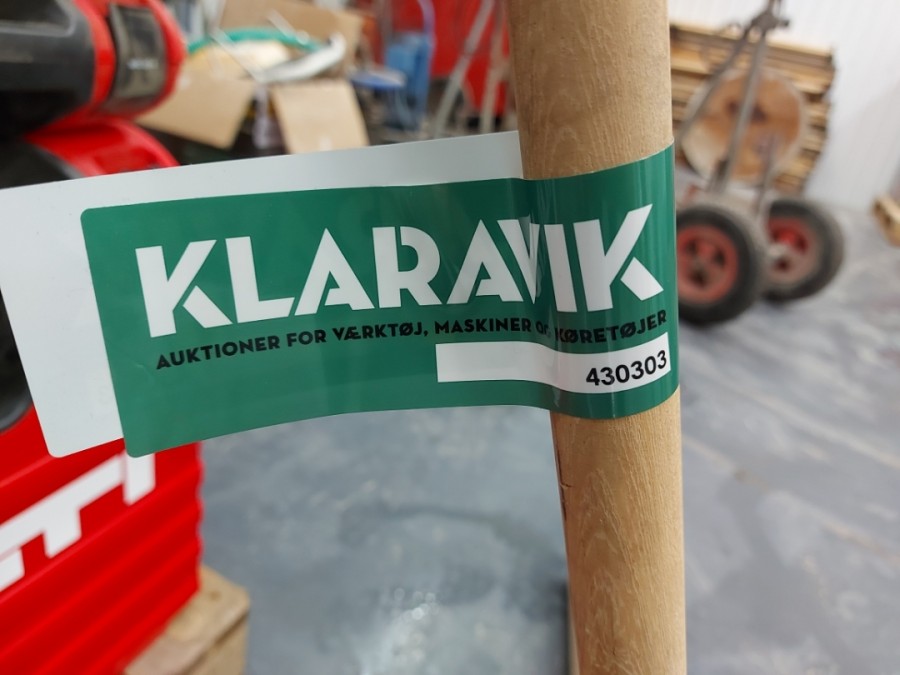 KLARAVIK
AUKTIONER FOR VÆRKTØJ, MASKINER OG KØRETØJER
430303